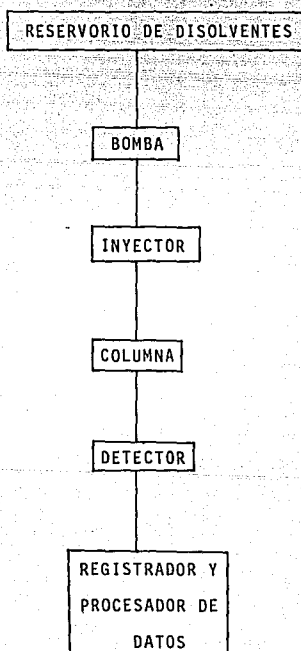 RESERVORIO DE DISOLVENTES
BOMBA
INYECTOR
COLUMNA
DETECTOR
REGISTRADOR Y
PROCESADOR DE
DATOS